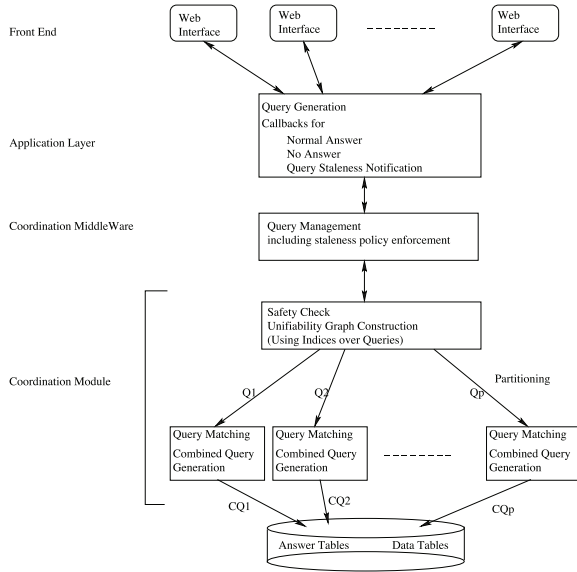 Front End
Web
Interface
Web
Interface
Web
Interface
Application Layer
Query Generation
Callbacks for
Normal Answer
No Answer
Query Staleness Notification
Coordination MiddleWare
Query Management
including staleness policy enforcement
Coordination Module
Safety Check
Unifiability Graph Construction
(Using Indices over Queries)
Q1
Q2
Qp
Partitioning
Query Matching
Combined Query
Generation
Query Matching
Combined Query
Generation
Query Matching
Combined Query
Generation
CQ1
CQ2
CQp
Answer Tables
Data Tables